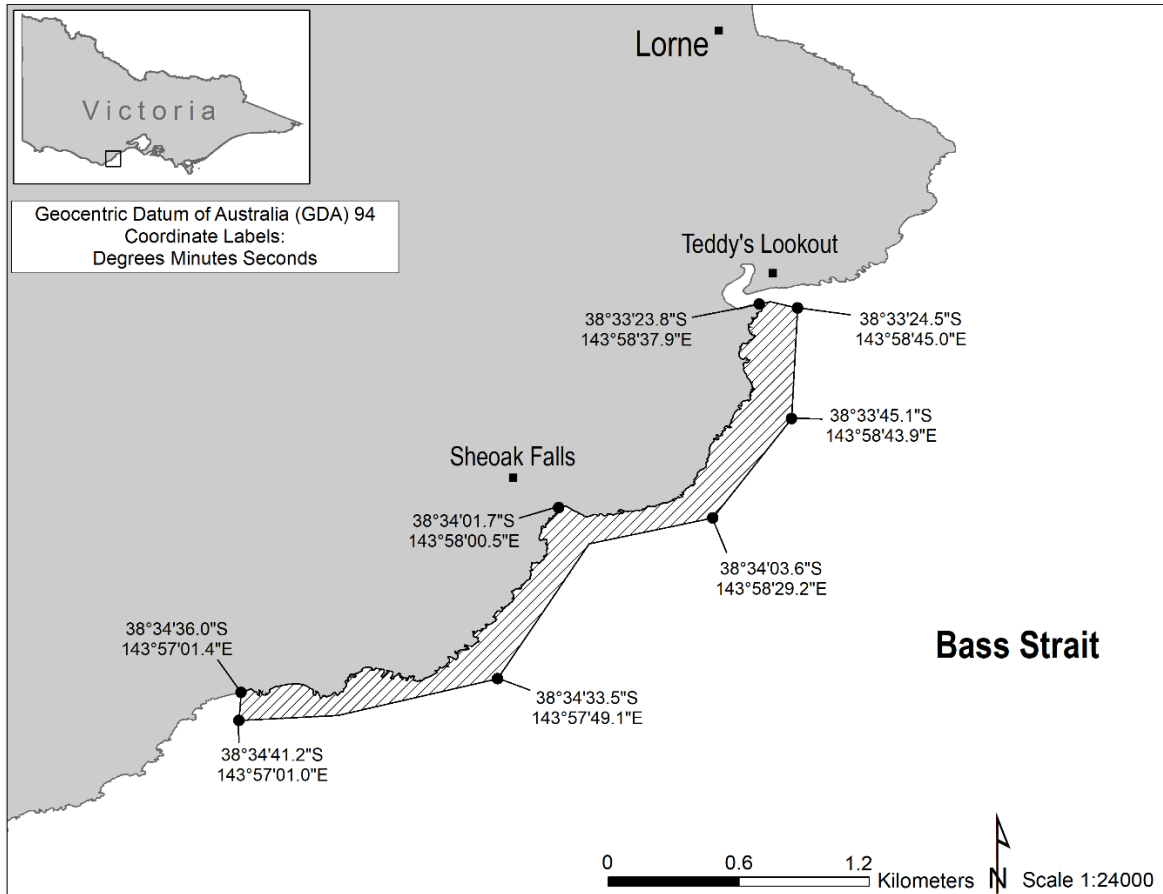 Lorne
Victoria
Geocentric Datum of Australia (GDA) 94
Coordinate Labels:
Degrees Minutes Seconds
Teddy's Lookout
38°33'23.8"S
143°58'37.9"E
38°33'24.5"S
143°58'45.0"E
38°33'45.1"S
143°58'43.9"E
Sheoak Falls
38°34'01.7"S
143°58'00.5"E
38°34'03.6"S
143°58'29.2"E
38°34'36.0"S
143°57'01.4"E
Bass Strait
38°34'33.5"S
143°57'49.1"E
38°34'41.2"S
143°57'01.0"E
0 0.6 1.2
Kilometers N Scale 1:24000